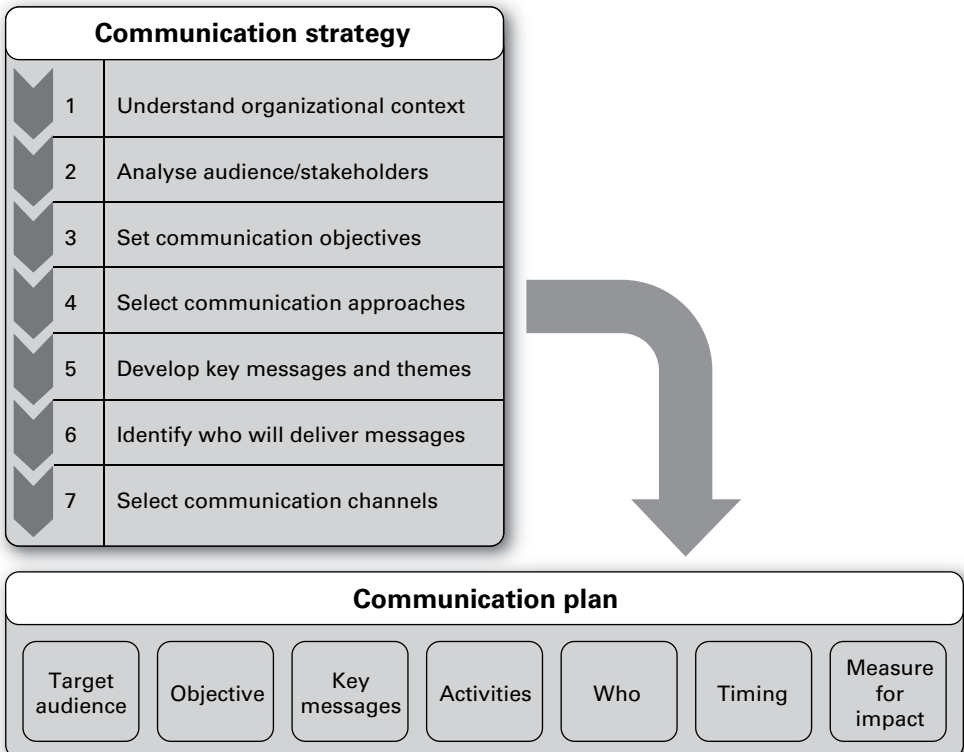 Communication strategy
1 Understand organizational context
2 Analyse audience/stakeholders
3 Set communication objectives
4 Select communication approaches
5 Develop key messages and themes
6 Identify who will deliver messages
7 Select communication channels
Communication plan
Target
audience
Objective
Key
messages
Activities
Who
Timing
Measure
for
impact